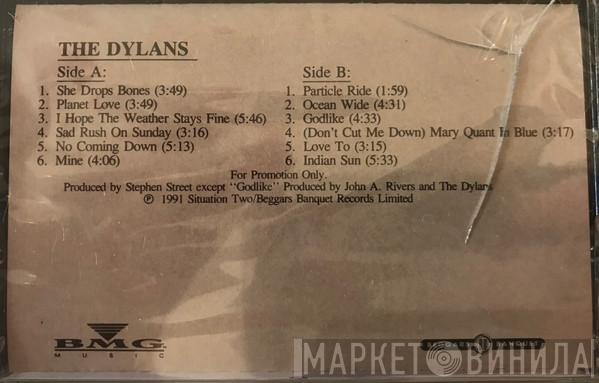 THE DYLANS
Side A:
1. She Drops Bones (3:49)
2. Planet Love (3:49)
3. I Hope The Weather Stays Fine (5:46)
4. Sad Rush On Sunday (3:16)
5. No Coming Down (5:13)
6. Mine (4:06)
Side B:
1. Particle Ride (1:59)
2. Ocean Wide (4:31)
3. Godlike (4:33)
4. (Don't Cut Me Down) Mary Quant In Blue (3:17)
5. Love To (3:15)
6. Indian Sun (5:33)
For Promotion Only.
Produced by Stephen Street except "Godlike" Produced by John A. Rivers and The Dylans
℗ 1991 Situation Two/Beggars Banquet Records Limited
BMG
MUSIC
BEGGARS BANQUET
МАРКЕТ ВИНИЛА